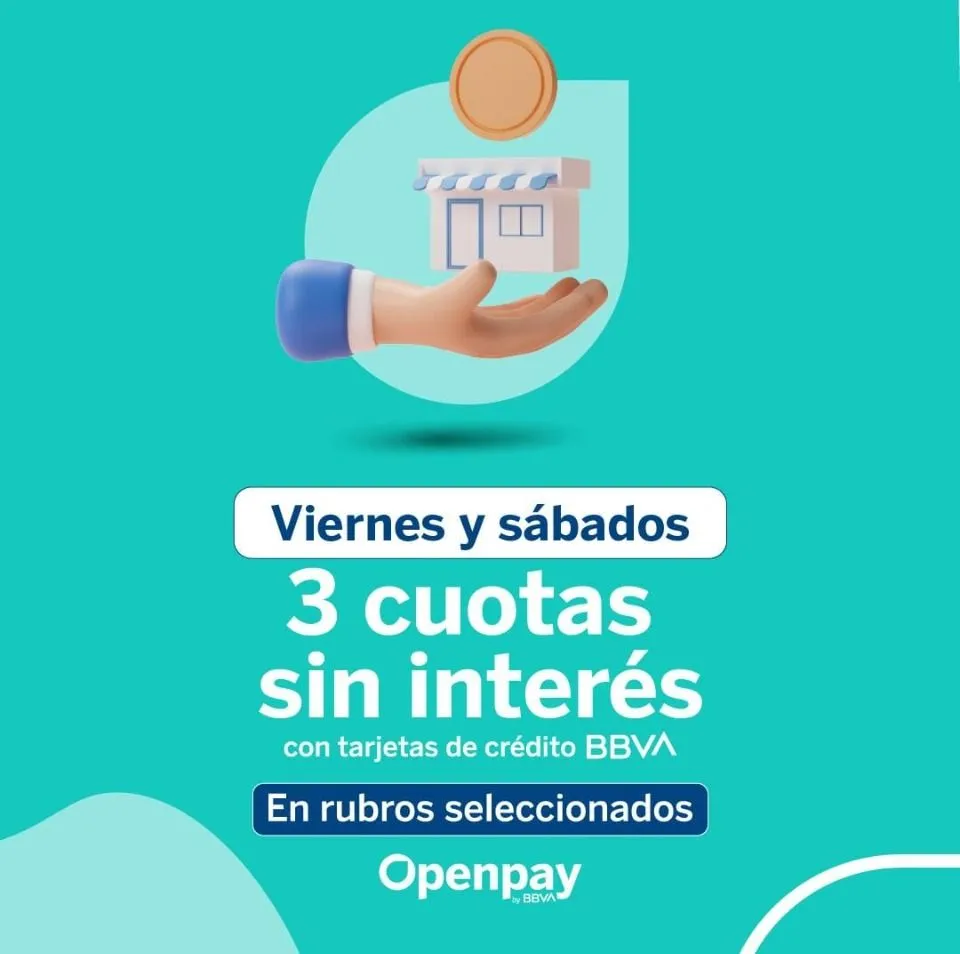 Viernes y sábados
3 cuotas
sin interés
con tarjetas de crédito BBVA
En rubros seleccionados
Openpay
by BBVA